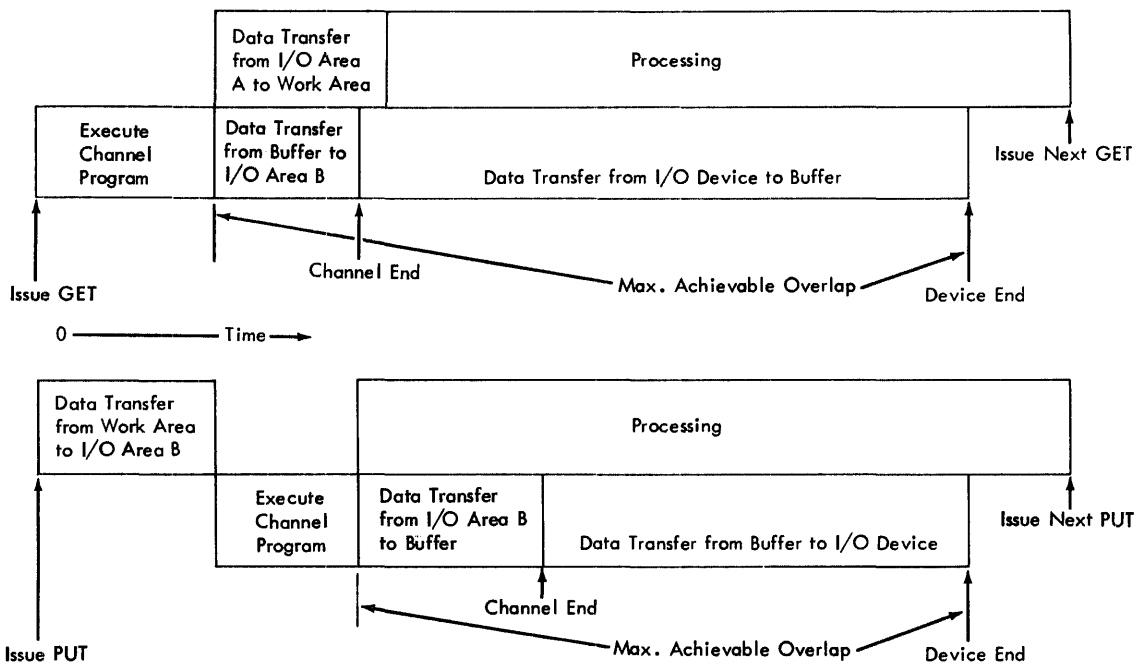 Data Transfer
from I/O Area
A to Work Area
Processing
Execute
Channel
Program
Data Transfer
from Buffer to
I/O Area B
Data Transfer from I/O Device to Buffer
Issue Next GET
Channel End
Max. Achievable Overlap
Issue GET
Device End
0
Time
Data Transfer
from Work Area
to I/O Area B
Processing
Execute
Channel
Program
Data Transfer
from I/O Area B
to Buffer
Data Transfer from Buffer to I/O Device
Issue Next PUT
Channel End
Max. Achievable Overlap
Issue PUT
Device End